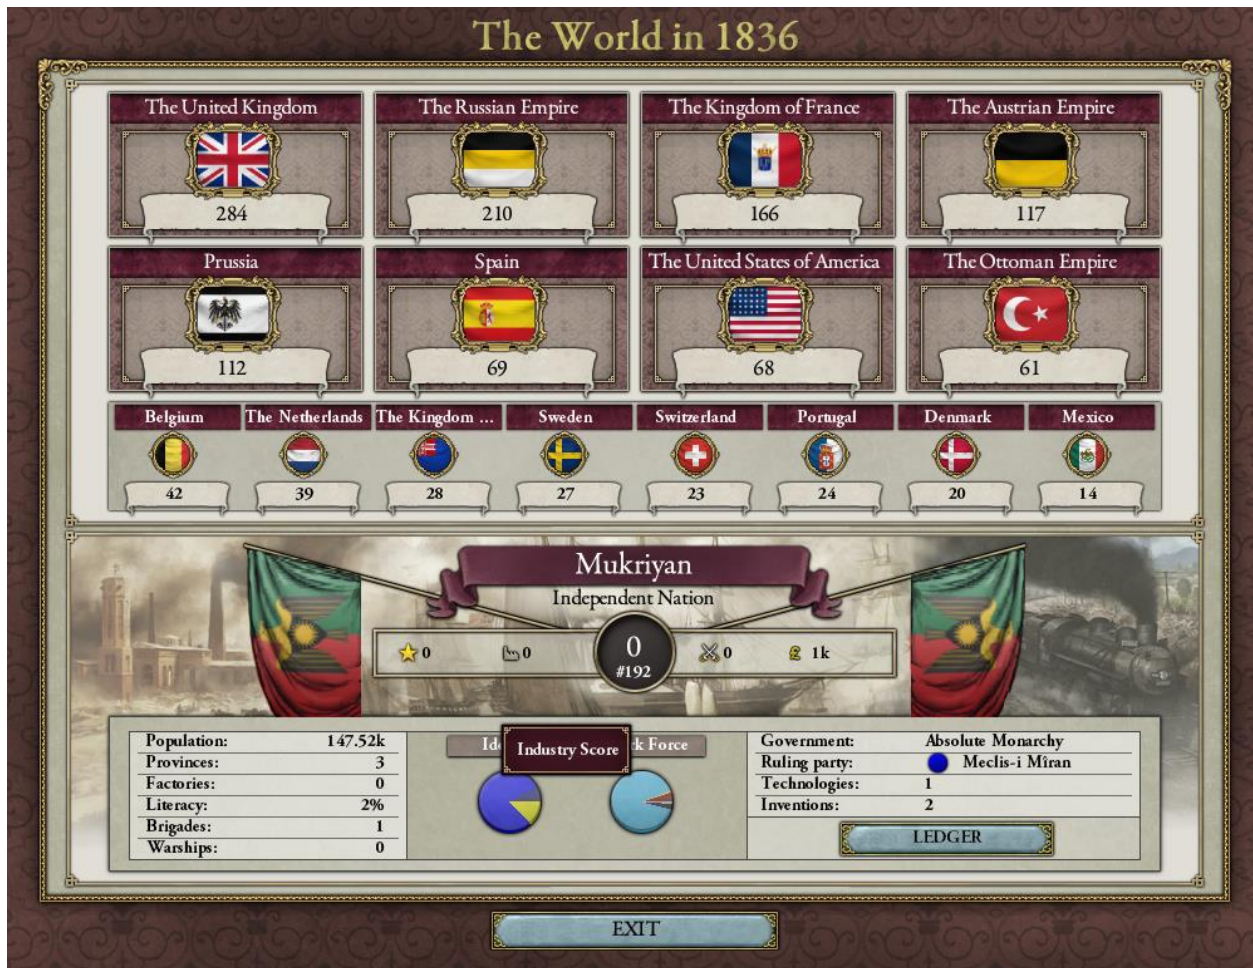 The World in 1836
The United Kingdom
The Russian Empire
The Kingdom of France
The Austrian Empire
284
210
166
117
Prussia
Spain
The United States of America
The Ottoman Empire
112
69
68
61
Belgium
The Netherlands
The Kingdom ...
Sweden
Switzerland
Portugal
Denmark
Mexico
42
39
28
27
23
24
20
14
Mukriyan
Independent Nation
0
0
0
#192
0
1k
Population: 147.52k
Provinces: 3
Factories: 0
Literacy: 2%
Brigades: 1
Warships: 0
Industry Score
Force
Government: Absolute Monarchy
Ruling party: Meclis-i Mîran
Technologies: 1
Inventions: 2
LEDGER
EXIT